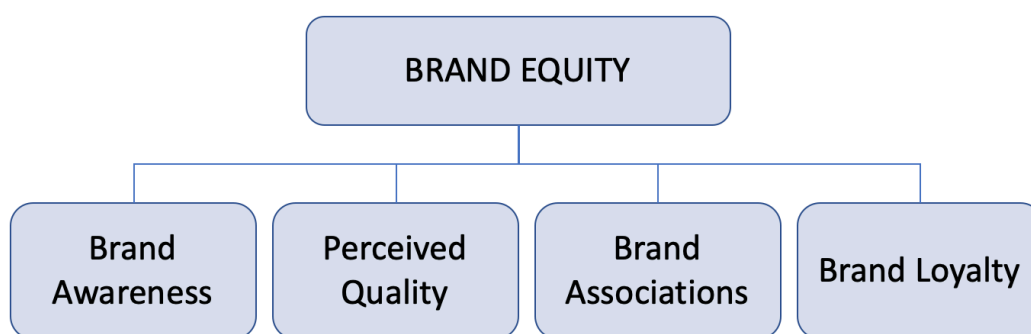 BRAND EQUITY
Brand
Awareness
Perceived
Quality
Brand
Associations
Brand Loyalty